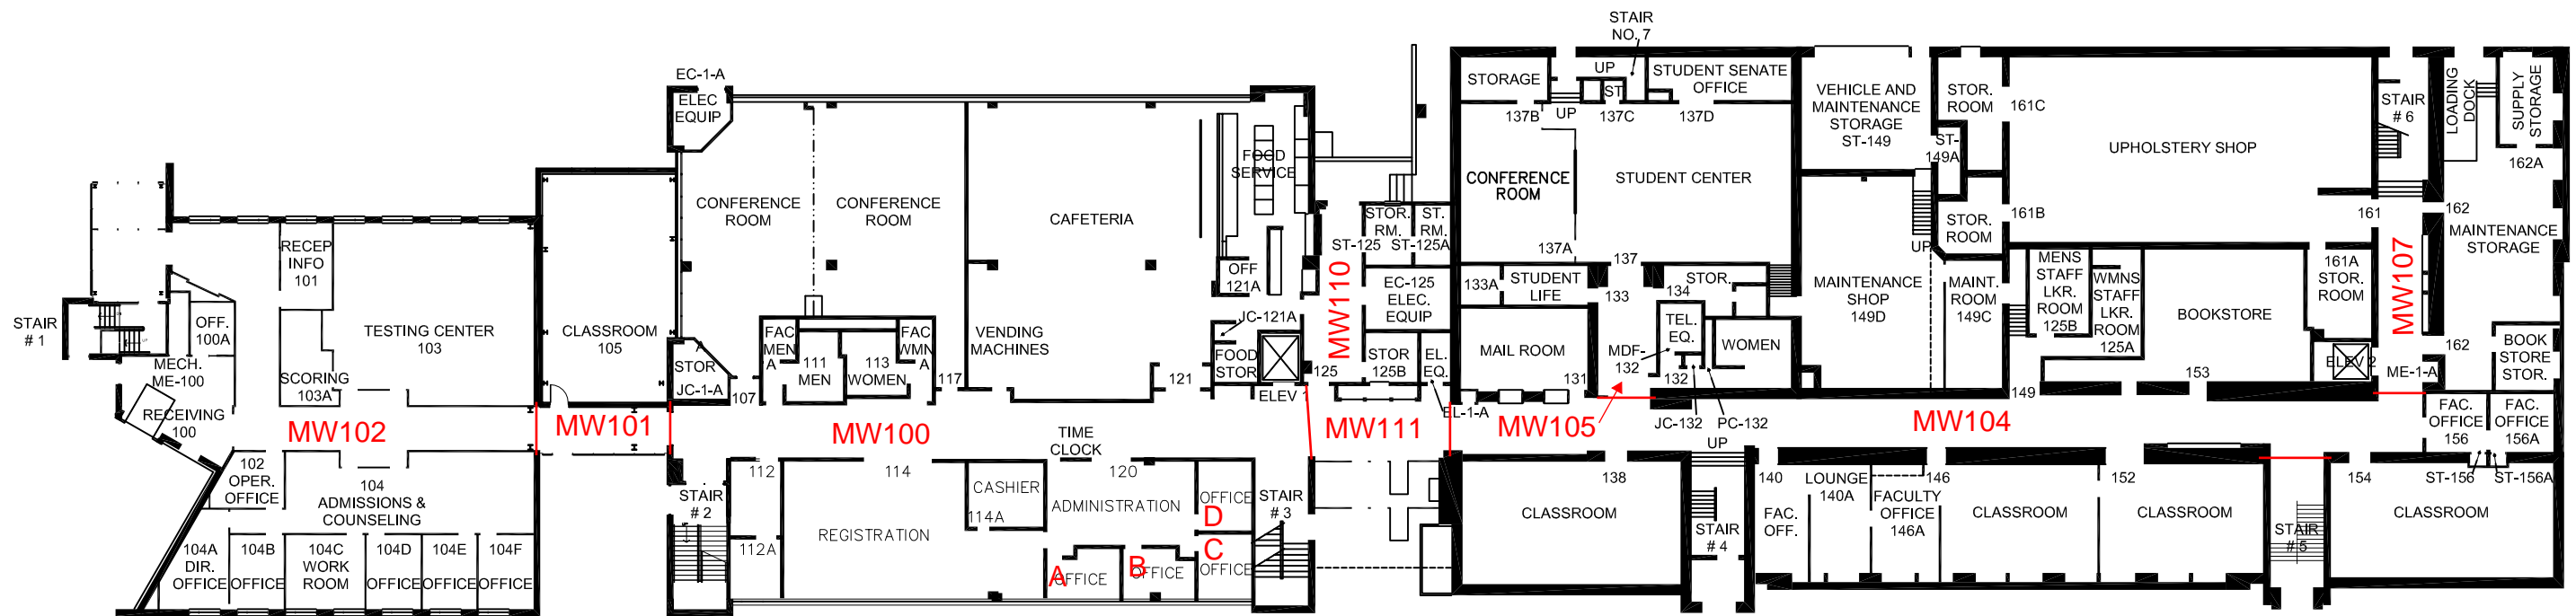 STAIR
# 1
MECH.
ME-100
RECEIVING
100
OFF.
100A
RECEP
INFO
101
TESTING CENTER
103
SCORING
103A
MW102
102
OPER.
OFFICE
104
ADMISSIONS &
COUNSELING
104A
DIR.
OFFICE
104B
OFFICE
104C
WORK
ROOM
104D
OFFICE
104E
OFFICE
104F
OFFICE
CLASSROOM
105
MW101
EC-1-A
ELEC
EQUIP
CONFERENCE
ROOM
CONFERENCE
ROOM
A
STOR
JC-1-A
107
FAC
MEN
A
111
MEN
113
WOMEN
FAC
WMN
A
117
MW100
STAIR
# 2
112
112A
114
REGISTRATION
CASHIER
114A
TIME
CLOCK
120
ADMINISTRATION
A
OFFICE
B
OFFICE
C
OFFICE
OFFICE
D
STAIR
# 3
CAFETERIA
VENDING
MACHINES
121
FOOD
SERVICE
OFF
121A
JC-121A
FOOD
STOR
ELEV 1
125
MW110
STOR.
RM.
ST-125
ST.
RM.
ST-125A
EC-125
ELEC.
EQUIP
STOR
125B
EL.
EQ.
EL-1-A
MW111
STORAGE
137B
STAIR
NO. 7
UP
ST
UP
137C
STUDENT SENATE
OFFICE
137D
CONFERENCE
ROOM
137A
STUDENT CENTER
137
133A
STUDENT
LIFE
133
134
STOR.
MAIL ROOM
131
TEL.
EQ.
MDF-
132
132
WOMEN
JC-132
PC-132
MW105
138
CLASSROOM
UP
STAIR
# 4
VEHICLE AND
MAINTENANCE
STORAGE
ST-149
STOR.
ROOM
ST-
149A
161C
STOR.
ROOM
161B
UP
MAINTENANCE
SHOP
149D
MAINT.
ROOM
149C
149
MENS
STAFF
LKR.
ROOM
125B
WMNS
STAFF
LKR.
ROOM
125A
UPHOLSTERY SHOP
161
BOOKSTORE
153
161A
STOR.
ROOM
ELEV 2
MW104
140
FAC.
OFF.
LOUNGE
140A
146
FACULTY
OFFICE
146A
CLASSROOM
152
CLASSROOM
STAIR
# 5
STAIR
# 6
MW107
LOADING
DOCK
SUPPLY
STORAGE
162A
162
MAINTENANCE
STORAGE
162
ME-1-A
BOOK
STORE
STOR.
FAC.
OFFICE
156
FAC.
OFFICE
156A
154
ST-156
ST-156A
CLASSROOM